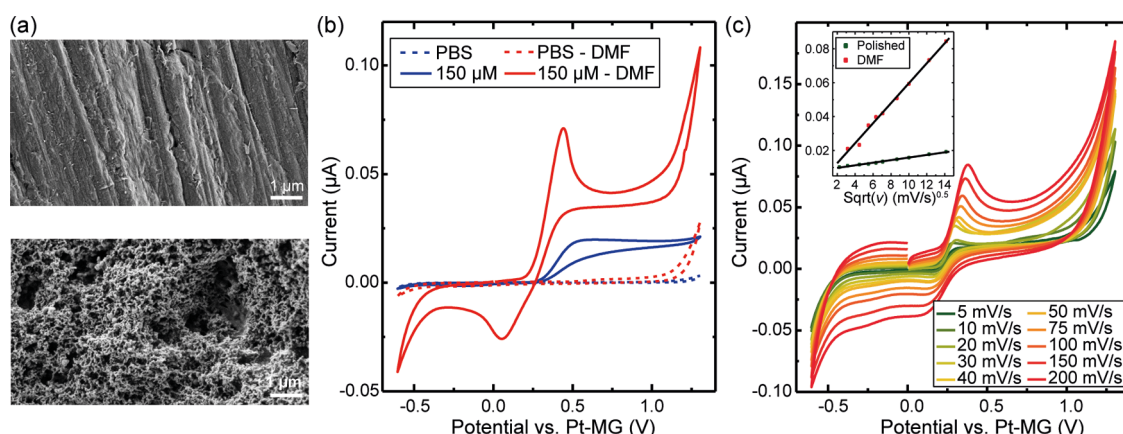 (a)
1 μm
1 μm
(b)
PBS
PBS - DMF
150 μM
150 μM - DMF
0.10
0.05
0.00
-0.05
Current (μA)
-0.5
0.0
0.5
1.0
Potential vs. Pt-MG (V)
(c)
0.15
0.10
0.05
0.00
-0.05
-0.10
Current (μA)
Polished
DMF
0.08
0.06
0.04
0.02
2 4 6 8 10 12 14
Sqrt(v) (mV/s)0.5
5 mV/s
10 mV/s
20 mV/s
30 mV/s
40 mV/s
50 mV/s
75 mV/s
100 mV/s
150 mV/s
200 mV/s
-0.5
0.0
0.5
1.0
Potential vs. Pt-MG (V)